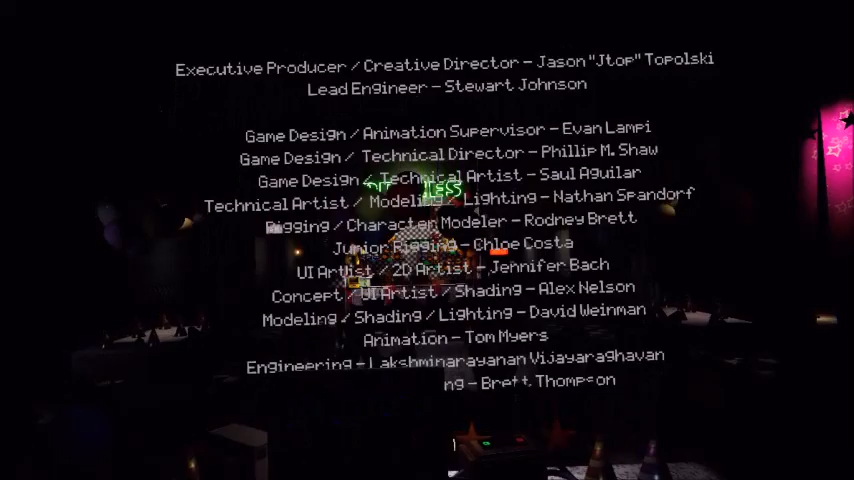 Executive Producer / Creative Director - Jason "Jtop" Topolski
Lead Engineer - Stewart Johnson
Game Design / Animation Supervisor - Evan Lampi
Game Design / Technical Director - Phillip M. Shaw
Game Design / Technical Artist - Saul Aguilar
Technical Artist / Modeling / Lighting - Nathan Spandorf
Rigging / Character Modeler - Rodney Brett
Junior Rigging - Chloe Costa
UI Artist / 2D Artist - Jennifer Bach
Concept / UI Artist / Shading - Alex Nelson
Modeling / Shading / Lighting - David Weinman
Animation - Tom Myers
Engineering - Lakshminarayanan Vijayaraghavan
ng - Brett Thompson